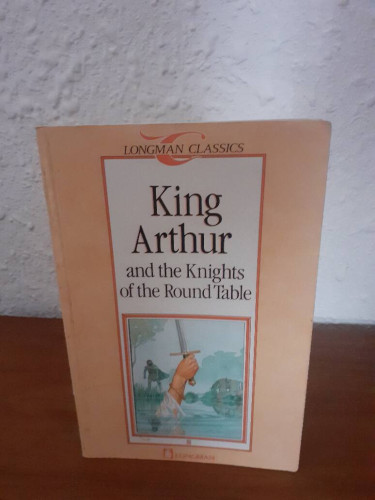 LONGMAN CLASSICS
King
Arthur
and the Knights
of the Round Table